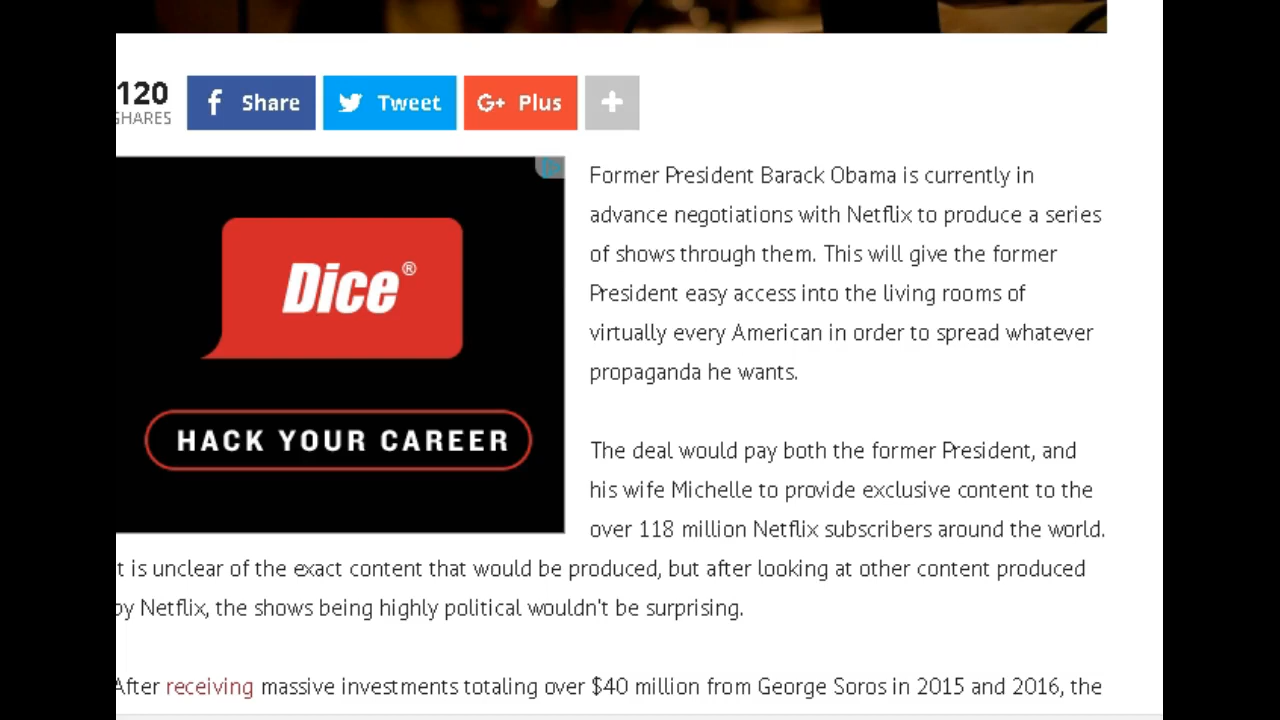 120
SHARES
Share
Tweet
G+ Plus
Dice®
HACK YOUR CAREER
Former President Barack Obama is currently in
advance negotiations with Netflix to produce a series
of shows through them. This will give the former
President easy access into the living rooms of
virtually every American in order to spread whatever
propaganda he wants.
The deal would pay both the former President, and
his wife Michelle to provide exclusive content to the
over 118 million Netflix subscribers around the world.
t is unclear of the exact content that would be produced, but after looking at other content produced
by Netflix, the shows being highly political wouldn't be surprising.
After receiving massive investments totaling over $40 million from George Soros in 2015 and 2016, the